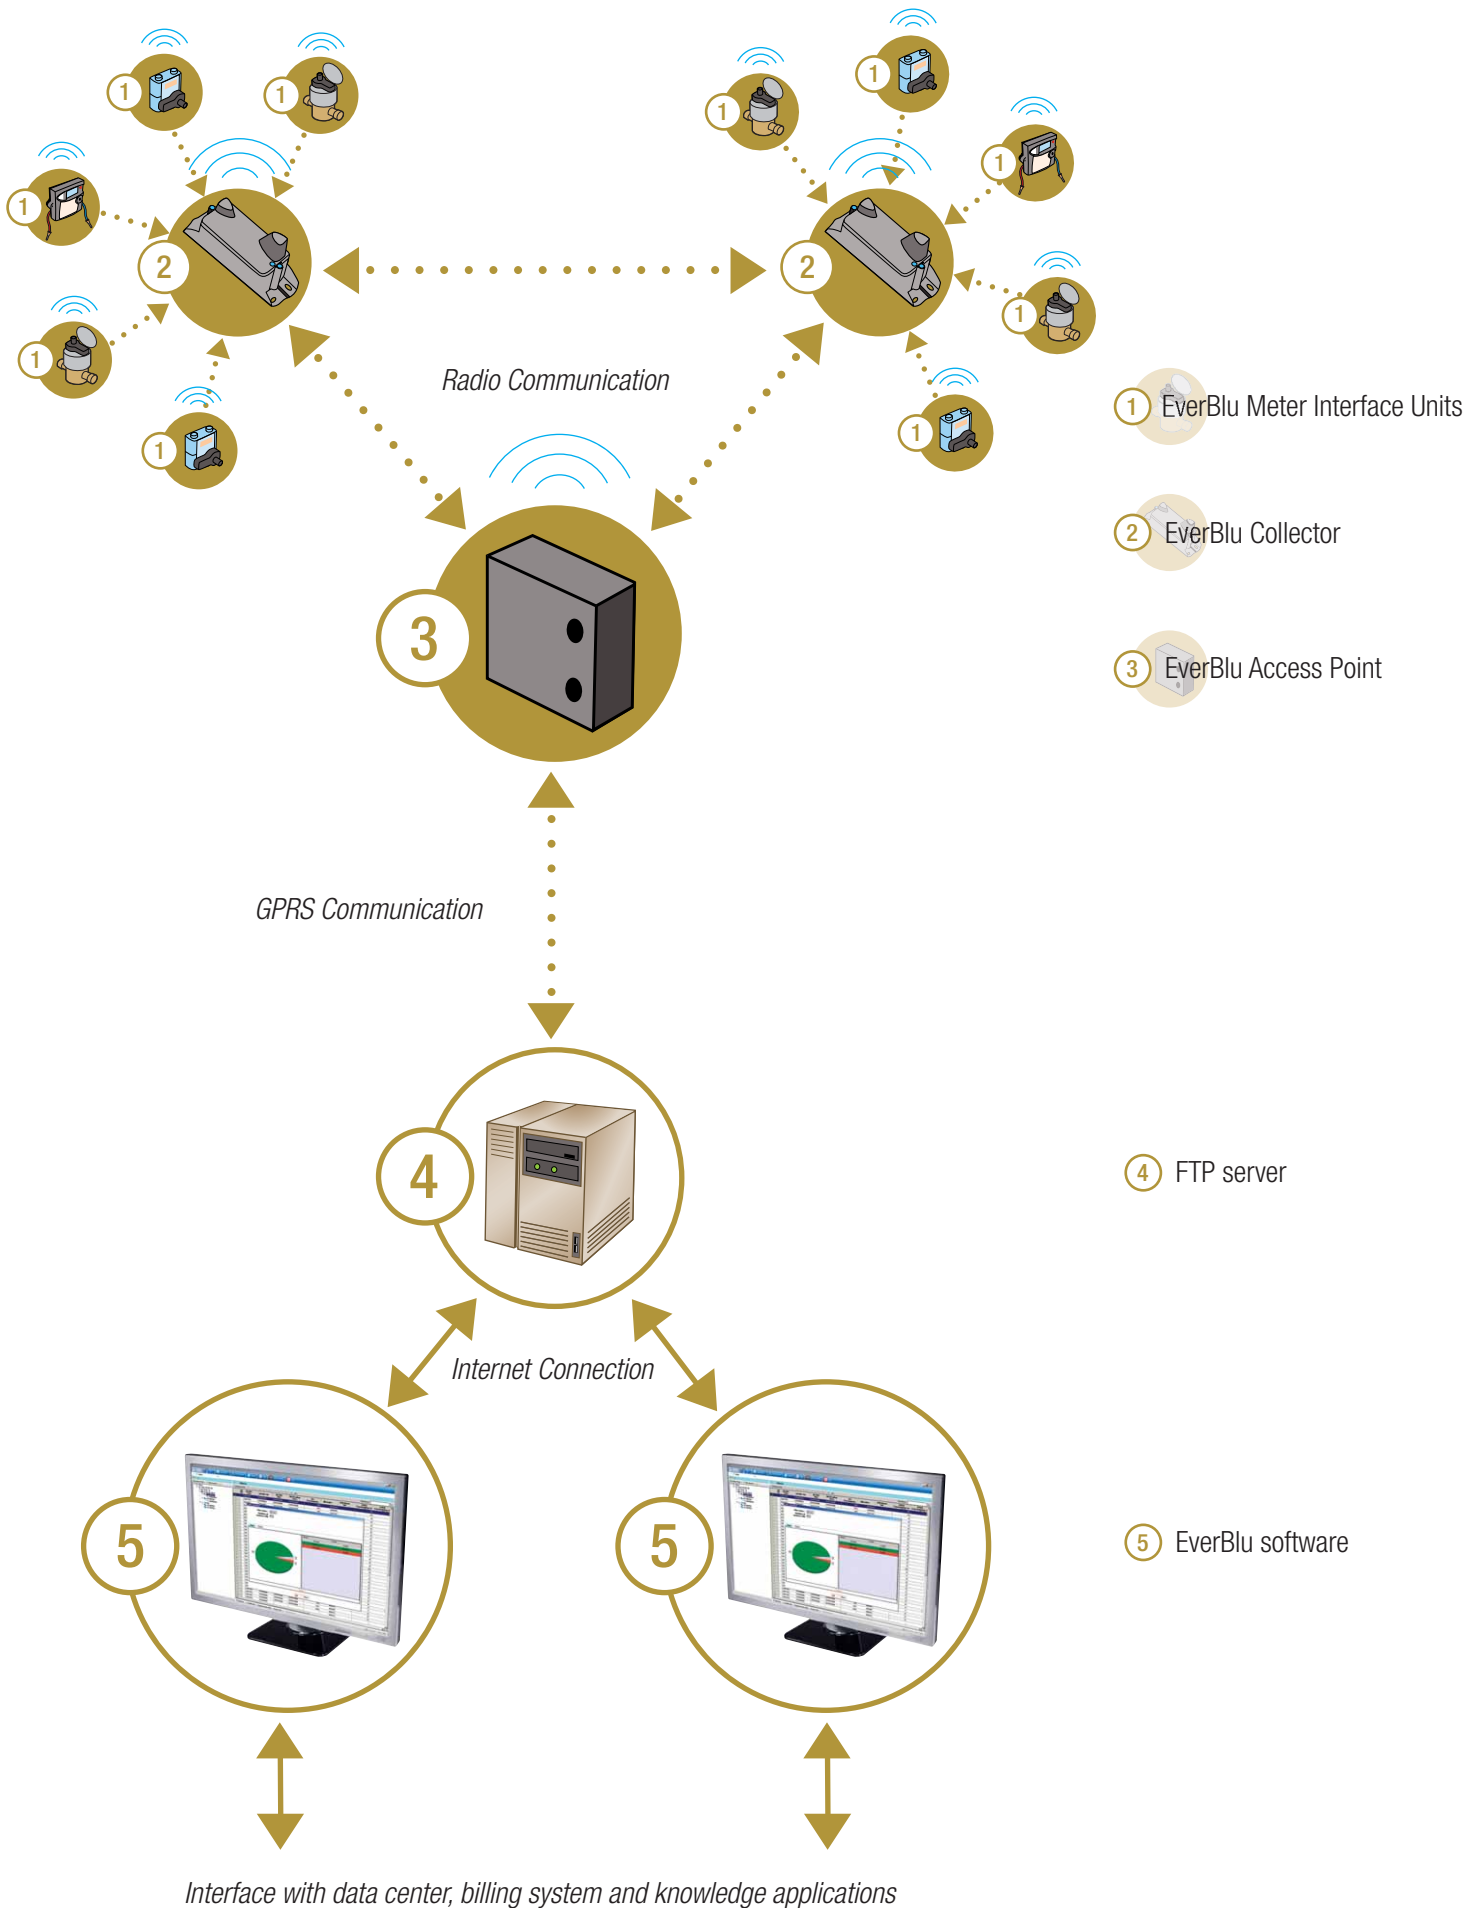 1
1
1
1
1
1
1
1
1
1
2
2
Radio Communication
1 EverBlu Meter Interface Units
2 EverBlu Collector
3
3 EverBlu Access Point
GPRS Communication
4
4 FTP server
Internet Connection
5
5
5 EverBlu software
Interface with data center, billing system and knowledge applications